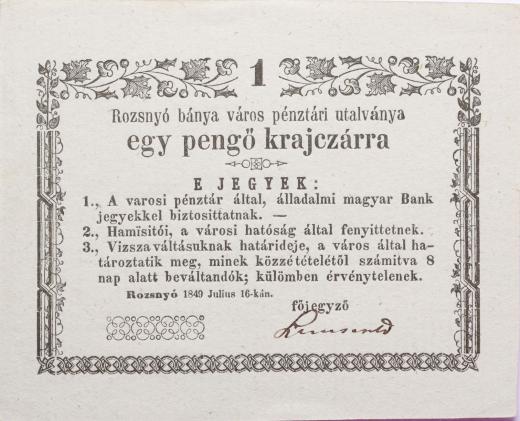 1
Rozsnyó bánya város pénztári utalványa
egy pengő krajczárra
E JEGYEK:
1., A varosi pénztár által, álladalmi magyar Bank
jegyekkel biztosittatnak. —
2., Hamísitói, a városi hatóság által fenyittetnek.
3., Vizsza váltásuknak határideje, a város által ha-
tároztatik meg, minek közzétételétől számitva 8
nap alatt beváltandók; külömben érvénytelenek.
Rozsnyó 1849 Julius 16-kán.
főjegyző